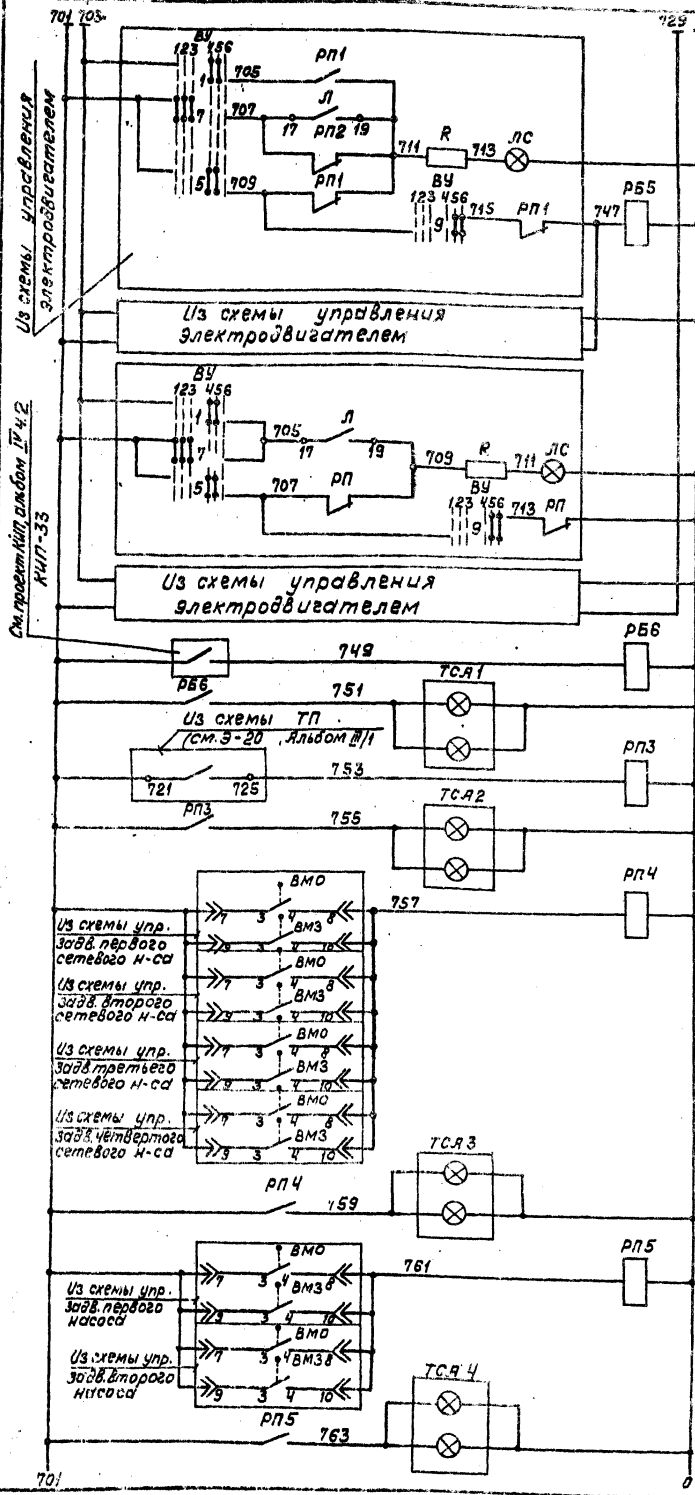 701 703 729
ВУ
123 456
1 705 РП1
7 707 Л
17 РП2 19 711 R 713 ЛС
5 709 РП1
ВУ
123 456
9 715 РП1 747 РБ5
Из схемы управления
электродвигателем
Из схемы управления
электродвигателем
ВУ
123 456
1 705 Л
17 19
7 709 R 711 ЛС
5 707 РП
ВУ
123 456
9 713 РП
См. проект КИП, альбом IV ч.2
КИП-33
Из схемы управления
электродвигателем
749 РБ6
РБ6 751 ТСА1
Из схемы ТП
(см. Э-20, Альбом III/1
721 725 753 РП3
РП3 755 ТСА2
ВМО
7 3 4 8 757 РП4
Из схемы упр.
задв. первого
сетевого н-са
ВМЗ
9 3 4 10
ВМО
7 3 4 8
Из схемы упр.
задв. второго
сетевого н-са
ВМЗ
9 3 4 10
ВМО
7 3 4 8
Из схемы упр.
задв. третьего
сетевого н-са
ВМЗ
9 3 4 10
ВМО
7 3 4 8
Из схемы упр.
задв. четвертого
сетевого н-са
ВМЗ
9 3 4 10
РП4 759 ТСА3
ВМО
7 3 4 8 761 РП5
Из схемы упр.
задв. первого
насоса
ВМЗ
9 3 4 10
ВМО
7 3 4 8
Из схемы упр.
задв. второго
насоса
ВМЗ
9 3 4 10
РП5 763 ТСА4
701 0